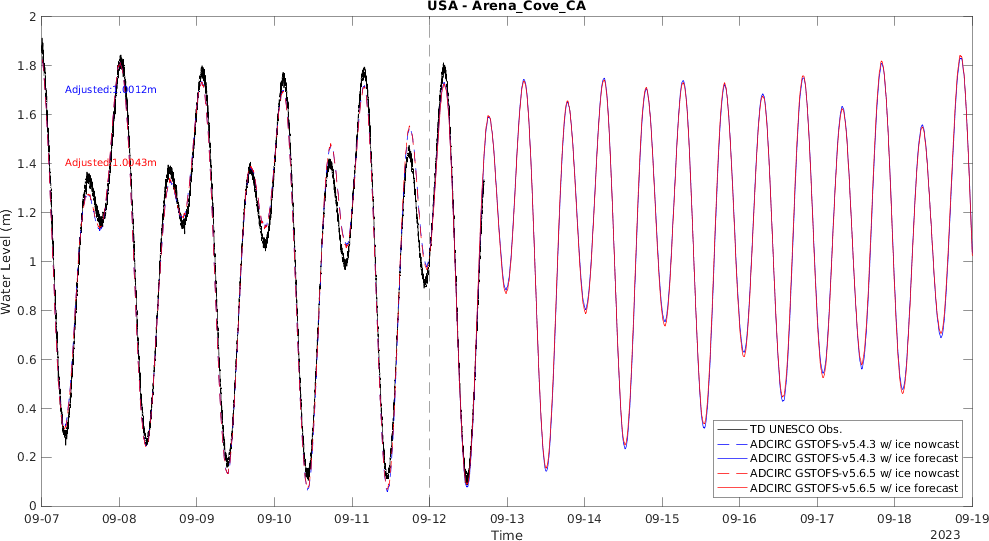 USA - Arena_Cove_CA
2
1.8
1.6
1.4
1.2
1
0.8
0.6
0.4
0.2
0
Water Level (m)
Adjusted:1.0012m
Adjusted:1.0043m
TD UNESCO Obs.
ADCIRC GSTOFS-v5.4.3 w/ ice nowcast
ADCIRC GSTOFS-v5.4.3 w/ ice forecast
ADCIRC GSTOFS-v5.6.5 w/ ice nowcast
ADCIRC GSTOFS-v5.6.5 w/ ice forecast
09-07 09-08 09-09 09-10 09-11 09-12 09-13 09-14 09-15 09-16 09-17 09-18 09-19
Time
2023